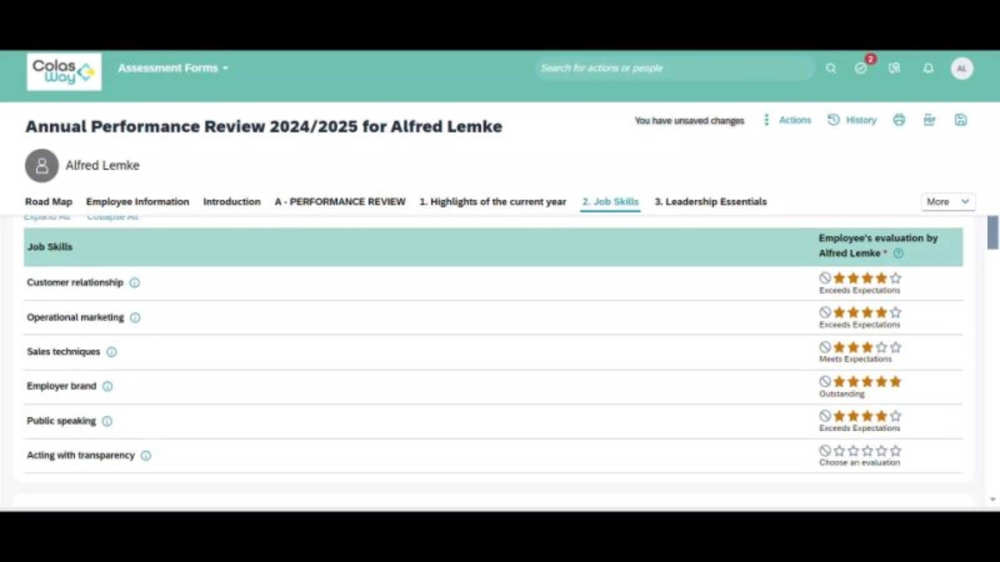 Colas
Way
Assessment Forms
Search for actions or people
2
AL
Annual Performance Review 2024/2025 for Alfred Lemke
You have unsaved changes
Actions
History
PDF
Alfred Lemke
Road Map
Employee Information
Introduction
A - PERFORMANCE REVIEW
1. Highlights of the current year
2. Job Skills
3. Leadership Essentials
More
Expand All
Collapse All
Job Skills
Employee's evaluation by
Alfred Lemke *
Customer relationship
Exceeds Expectations
Operational marketing
Exceeds Expectations
Sales techniques
Meets Expectations
Employer brand
Outstanding
Public speaking
Exceeds Expectations
Acting with transparency
Choose an evaluation